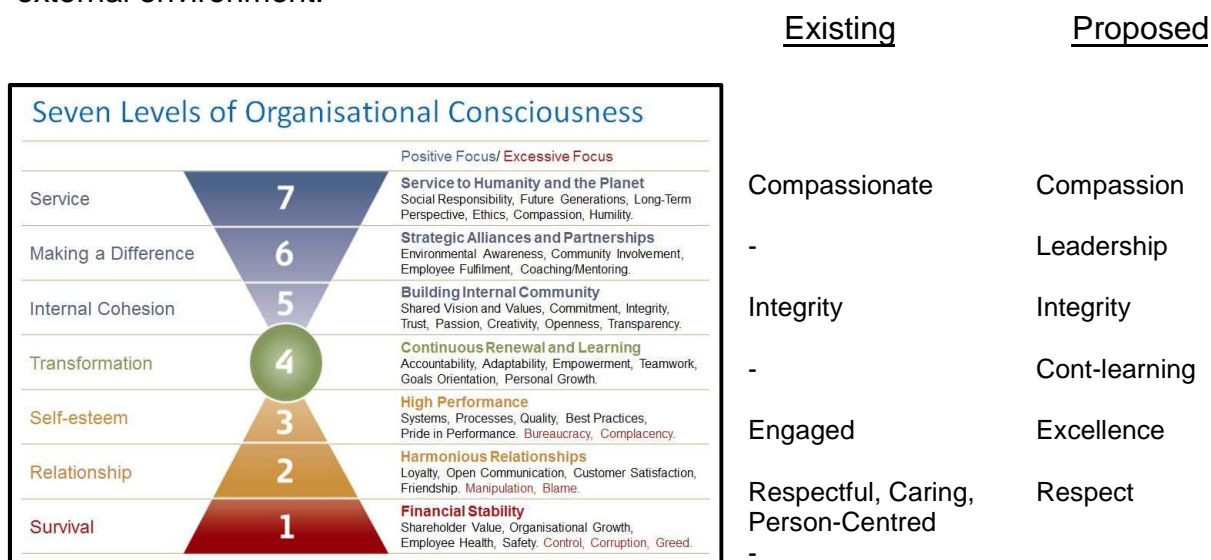 external environment.
Existing Proposed
Seven Levels of Organisational Consciousness
Positive Focus/ Excessive Focus
Service
7
Service to Humanity and the Planet
Social Responsibility, Future Generations, Long-Term
Perspective, Ethics, Compassion, Humility.
Compassionate Compassion
Making a Difference
6
Strategic Alliances and Partnerships
Environmental Awareness, Community Involvement,
Employee Fulfilment, Coaching/Mentoring.
- Leadership
Internal Cohesion
5
Building Internal Community
Shared Vision and Values, Commitment, Integrity,
Trust, Passion, Creativity, Openness, Transparency.
Integrity Integrity
Transformation
4
Continuous Renewal and Learning
Accountability, Adaptability, Empowerment, Teamwork,
Goals Orientation, Personal Growth.
- Cont-learning
Self-esteem
3
High Performance
Systems, Processes, Quality, Best Practices,
Pride in Performance. Bureaucracy, Complacency.
Engaged Excellence
Relationship
2
Harmonious Relationships
Loyalty, Open Communication, Customer Satisfaction,
Friendship. Manipulation, Blame.
Respectful, Caring, Respect
Person-Centred
Survival
1
Financial Stability
Shareholder Value, Organisational Growth,
Employee Health, Safety. Control, Corruption, Greed.
-